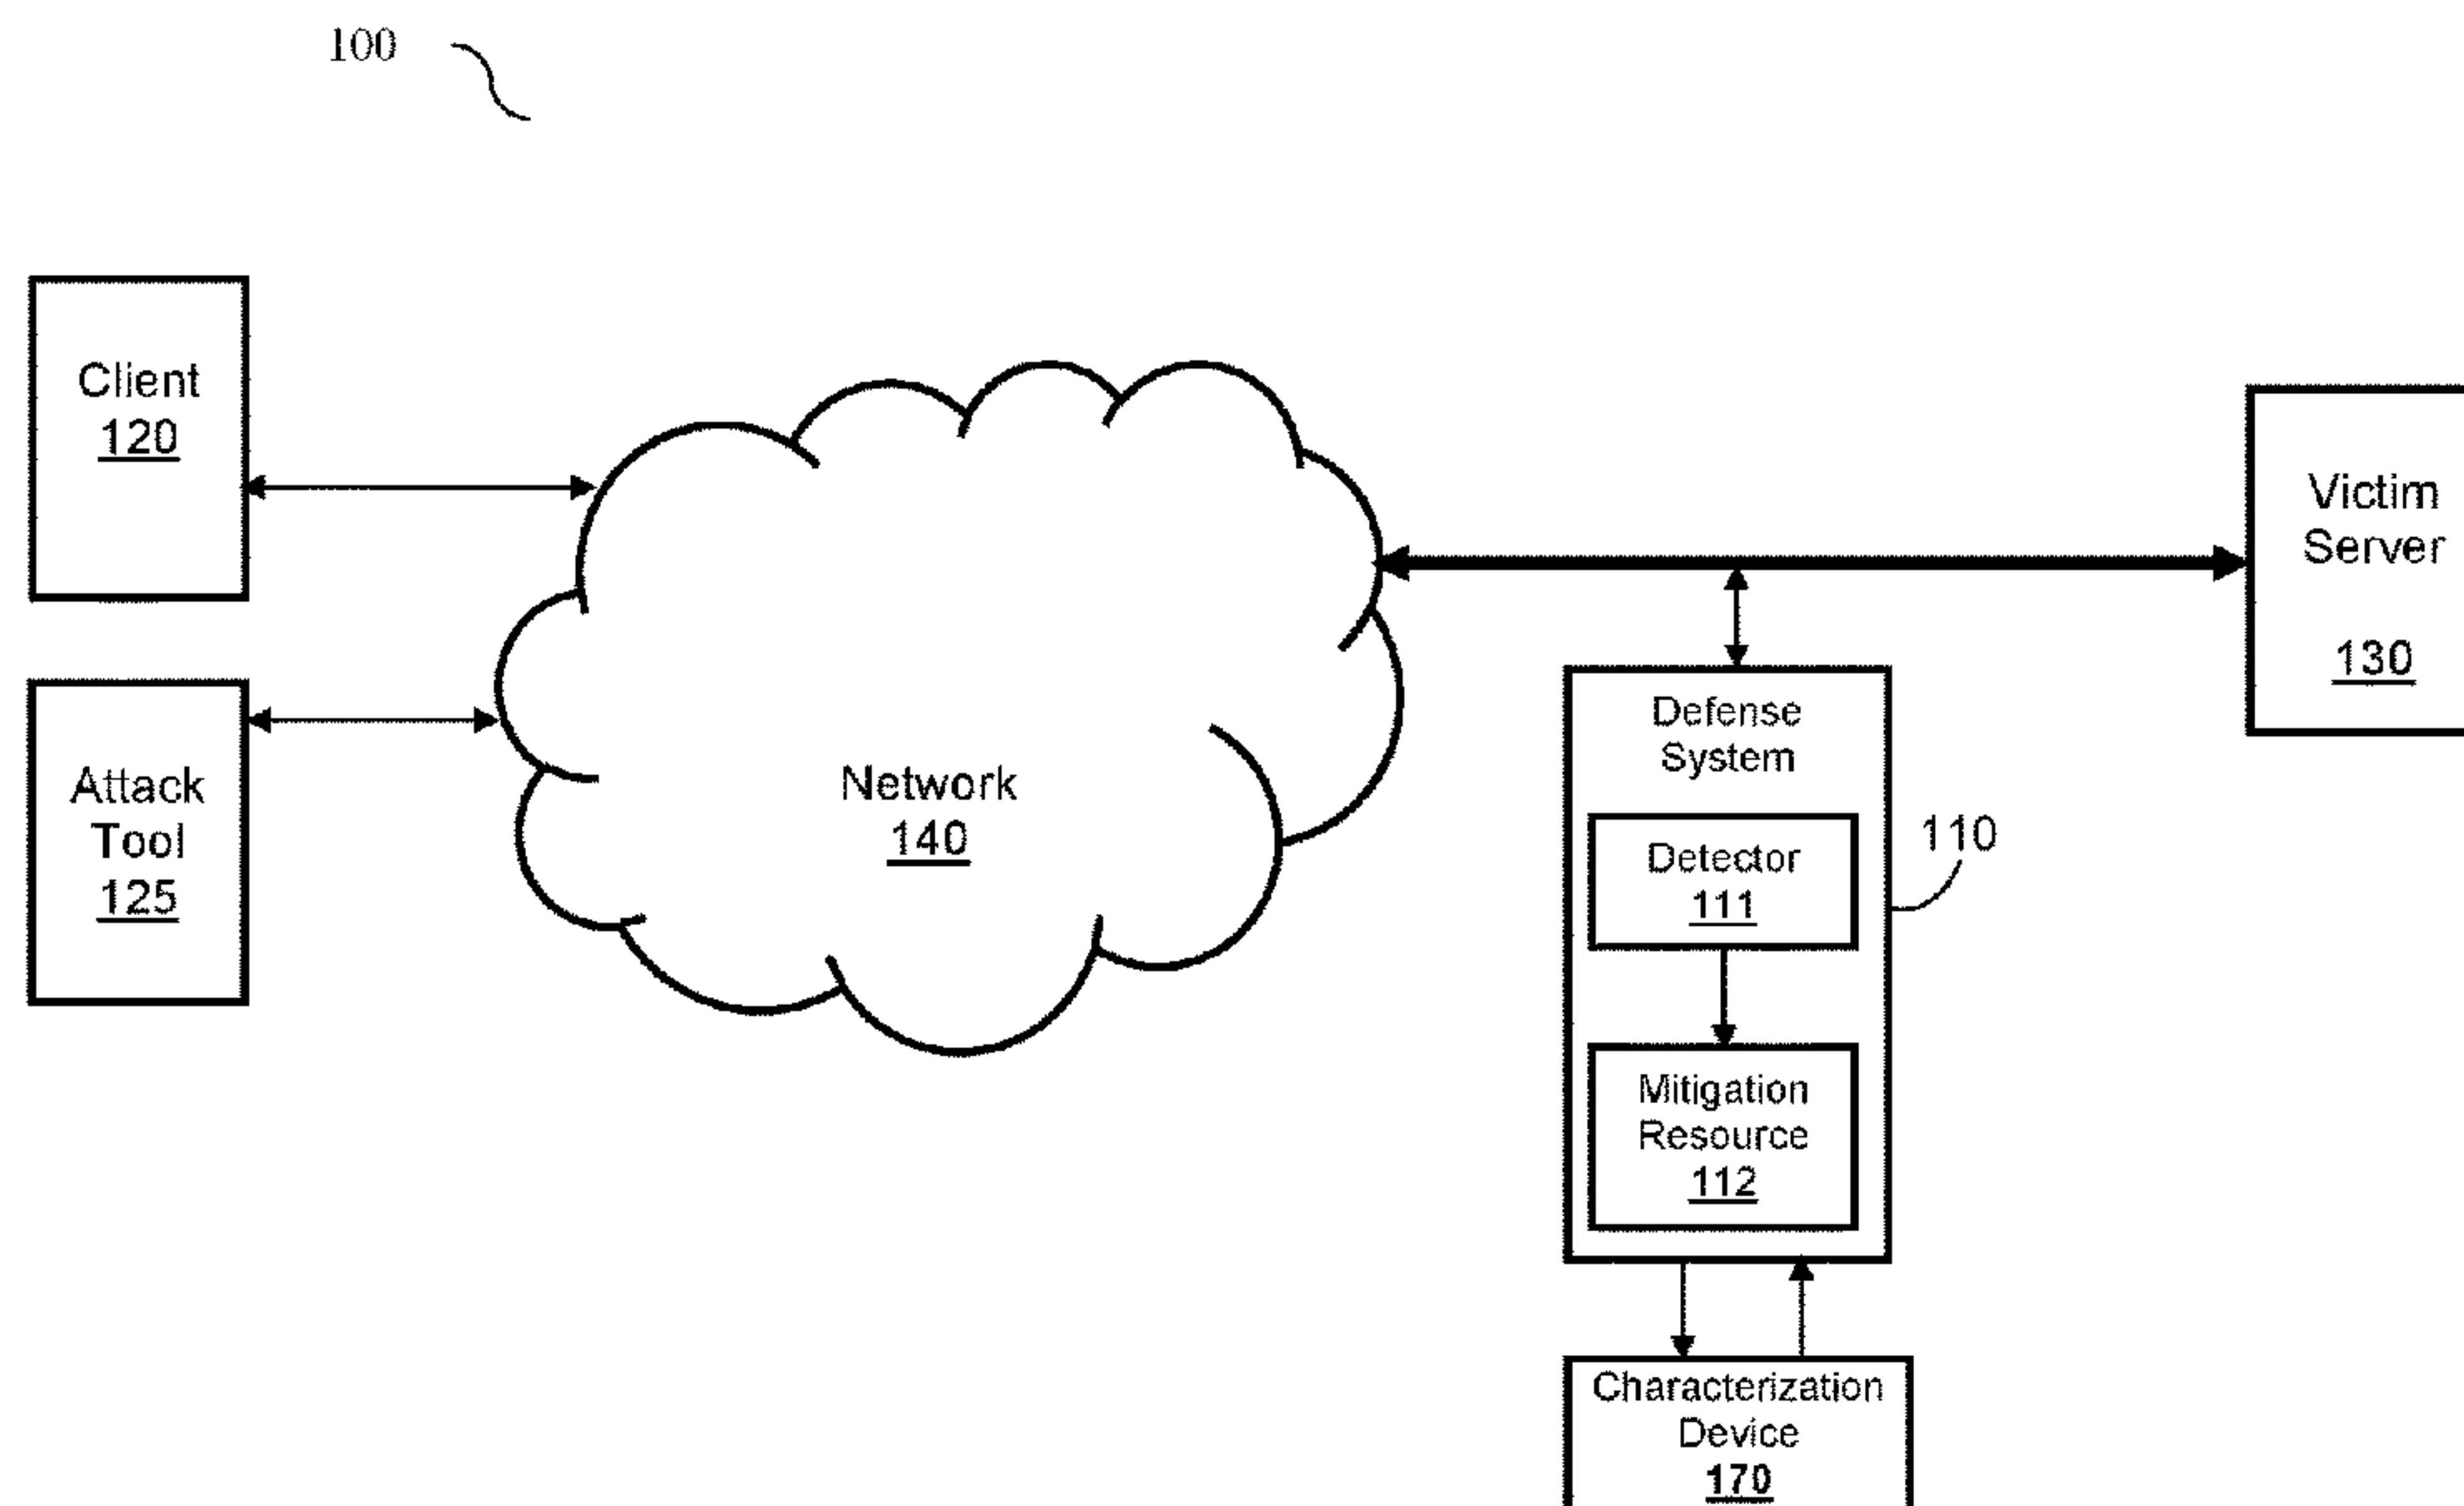 100
Client
120
Attack
Tool
125
Network
140
Victim
Server
130
Defense
System
110
Detector
111
Mitigation
Resource
112
Characterization
Device
170